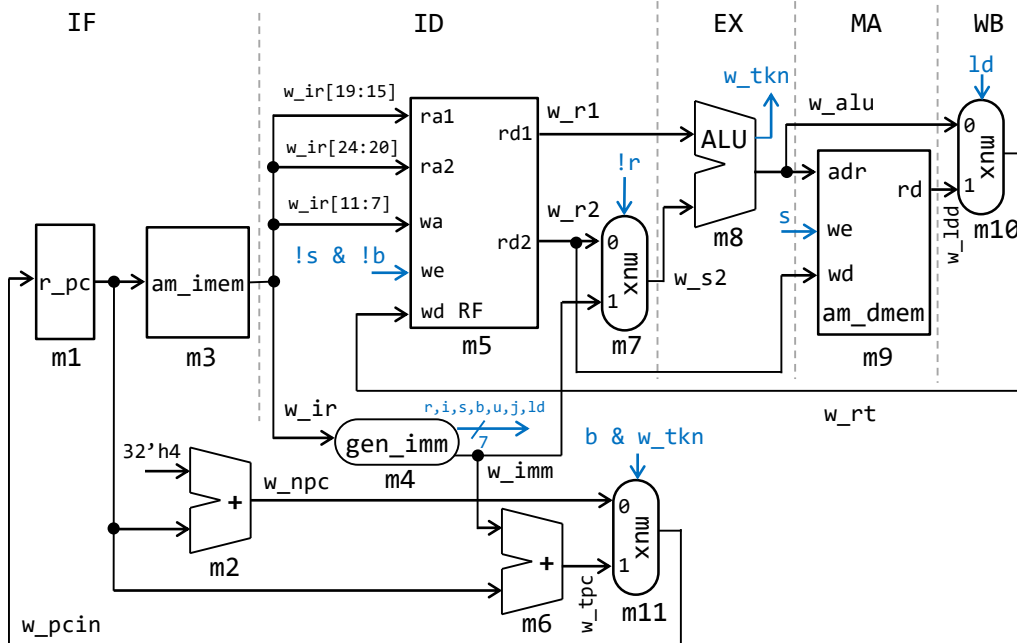 IF
ID
EX
MA
WB
w_tkn
ld
w_ir[19:15]
ra1
rd1
w_r1
ALU
w_alu
0
mux
1
m10
w_ir[24:20]
ra2
!r
w_ir[11:7]
wa
w_r2
rd2
0
mux
1
m7
w_s2
m8
adr
rd
s
we
wd
am_dmem
m9
w_ldd
!s & !b
we
wd RF
m5
r_pc
m1
am_imem
m3
w_rt
w_ir
r,i,s,b,u,j,ld
7
gen_imm
m4
w_imm
b & w_tkn
32'h4
+
m2
w_npc
0
mux
1
m11
+
m6
w_tpc
w_pcin